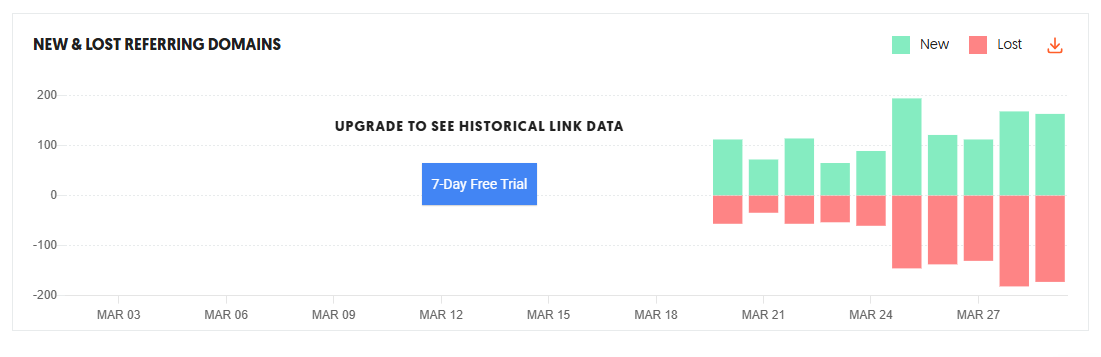 NEW & LOST REFERRING DOMAINS
New
Lost
200
UPGRADE TO SEE HISTORICAL LINK DATA
100
7-Day Free Trial
0
-100
-200
MAR 03
MAR 06
MAR 09
MAR 12
MAR 15
MAR 18
MAR 21
MAR 24
MAR 27